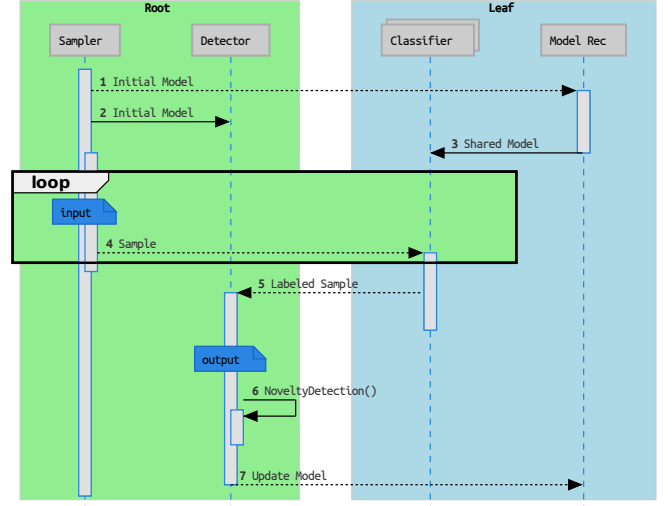 Root
Leaf
Sampler
Detector
Classifier
Model Rec
1 Initial Model
2 Initial Model
3 Shared Model
loop
input
4 Sample
5 Labeled Sample
output
6 NoveltyDetection()
7 Update Model